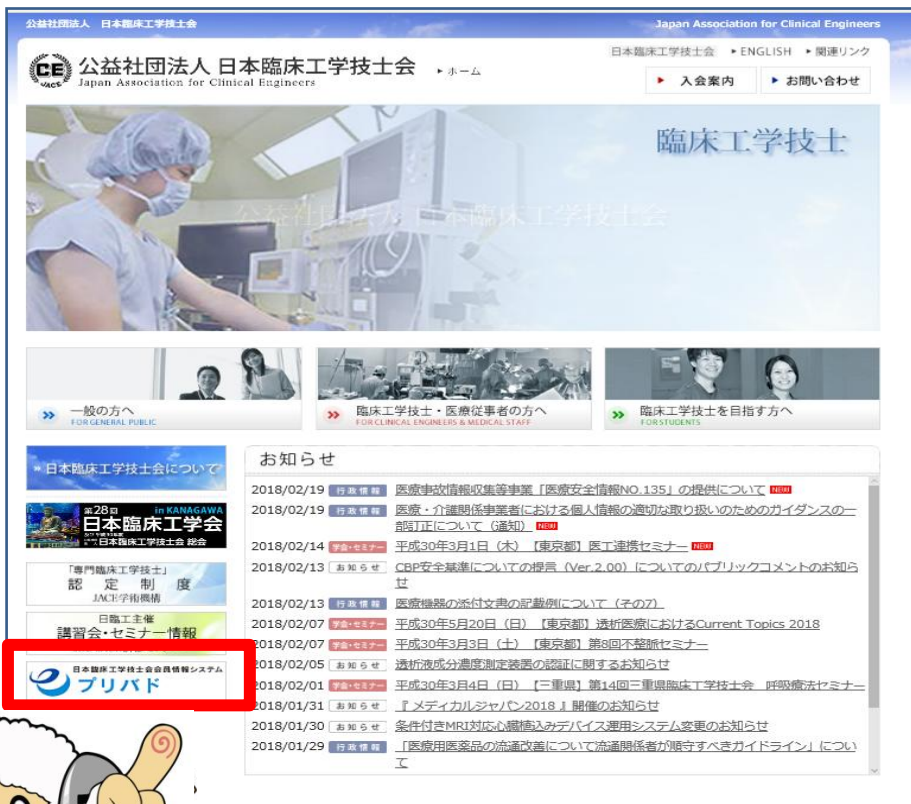 公益社団法人 日本臨床工学技士会
Japan Association for Clinical Engineers
CE
JACE
公益社団法人 日本臨床工学技士会
Japan Association for Clinical Engineers
ホーム
日本臨床工学技士会 ENGLISH 関連リンク
入会案内
お問い合わせ
臨床工学技士
公益社団法人 日本臨床工学技士会
一般の方へ
FOR GENERAL PUBLIC
臨床工学技士・医療従事者の方へ
FOR CLINICAL ENGINEERS & MEDICAL STAFF
臨床工学技士を目指す方へ
FOR STUDENTS
日本臨床工学技士会について
第28回 in KANAGAWA
日本臨床工学会
日本臨床工学技士会 総会
「専門臨床工学技士」
認定制度
JACE学術機構
日臨工主催
講習会・セミナー情報
日本臨床工学技士会会員情報システム
プリバド
お知らせ
2018/02/19 行政情報 医療事故情報収集等事業「医療安全情報NO.135」の提供について NEW
2018/02/19 行政情報 医療・介護関係事業者における個人情報の適切な取り扱いのためのガイダンスの一
部訂正について（通知） NEW
2018/02/14 学会・セミナー 平成30年3月1日（木）【東京都】医工連携セミナー NEW
2018/02/13 お知らせ CBP安全基準についての提言（Ver.2.00）についてのパブリックコメントのお知ら
せ
2018/02/13 行政情報 医療機器の添付文書の記載例について（その7）
2018/02/07 学会・セミナー 平成30年5月20日（日）【東京都】透析医療におけるCurrent Topics 2018
2018/02/07 学会・セミナー 平成30年3月3日（土）【東京都】第8回不整脈セミナー
2018/02/05 お知らせ 透析液成分濃度測定装置の認証に関するお知らせ
2018/02/01 学会・セミナー 平成30年3月4日（日）【三重県】第14回三重県臨床工学技士会 呼吸療法セミナー
2018/01/31 お知らせ 『 メディカルジャパン2018 』開催のお知らせ
2018/01/30 お知らせ 条件付きMRI対応心臓植込みデバイス運用システム変更のお知らせ
2018/01/29 行政情報 「医療用医薬品の流通改善について流通関係者が順守すべきガイドライン」につい
て